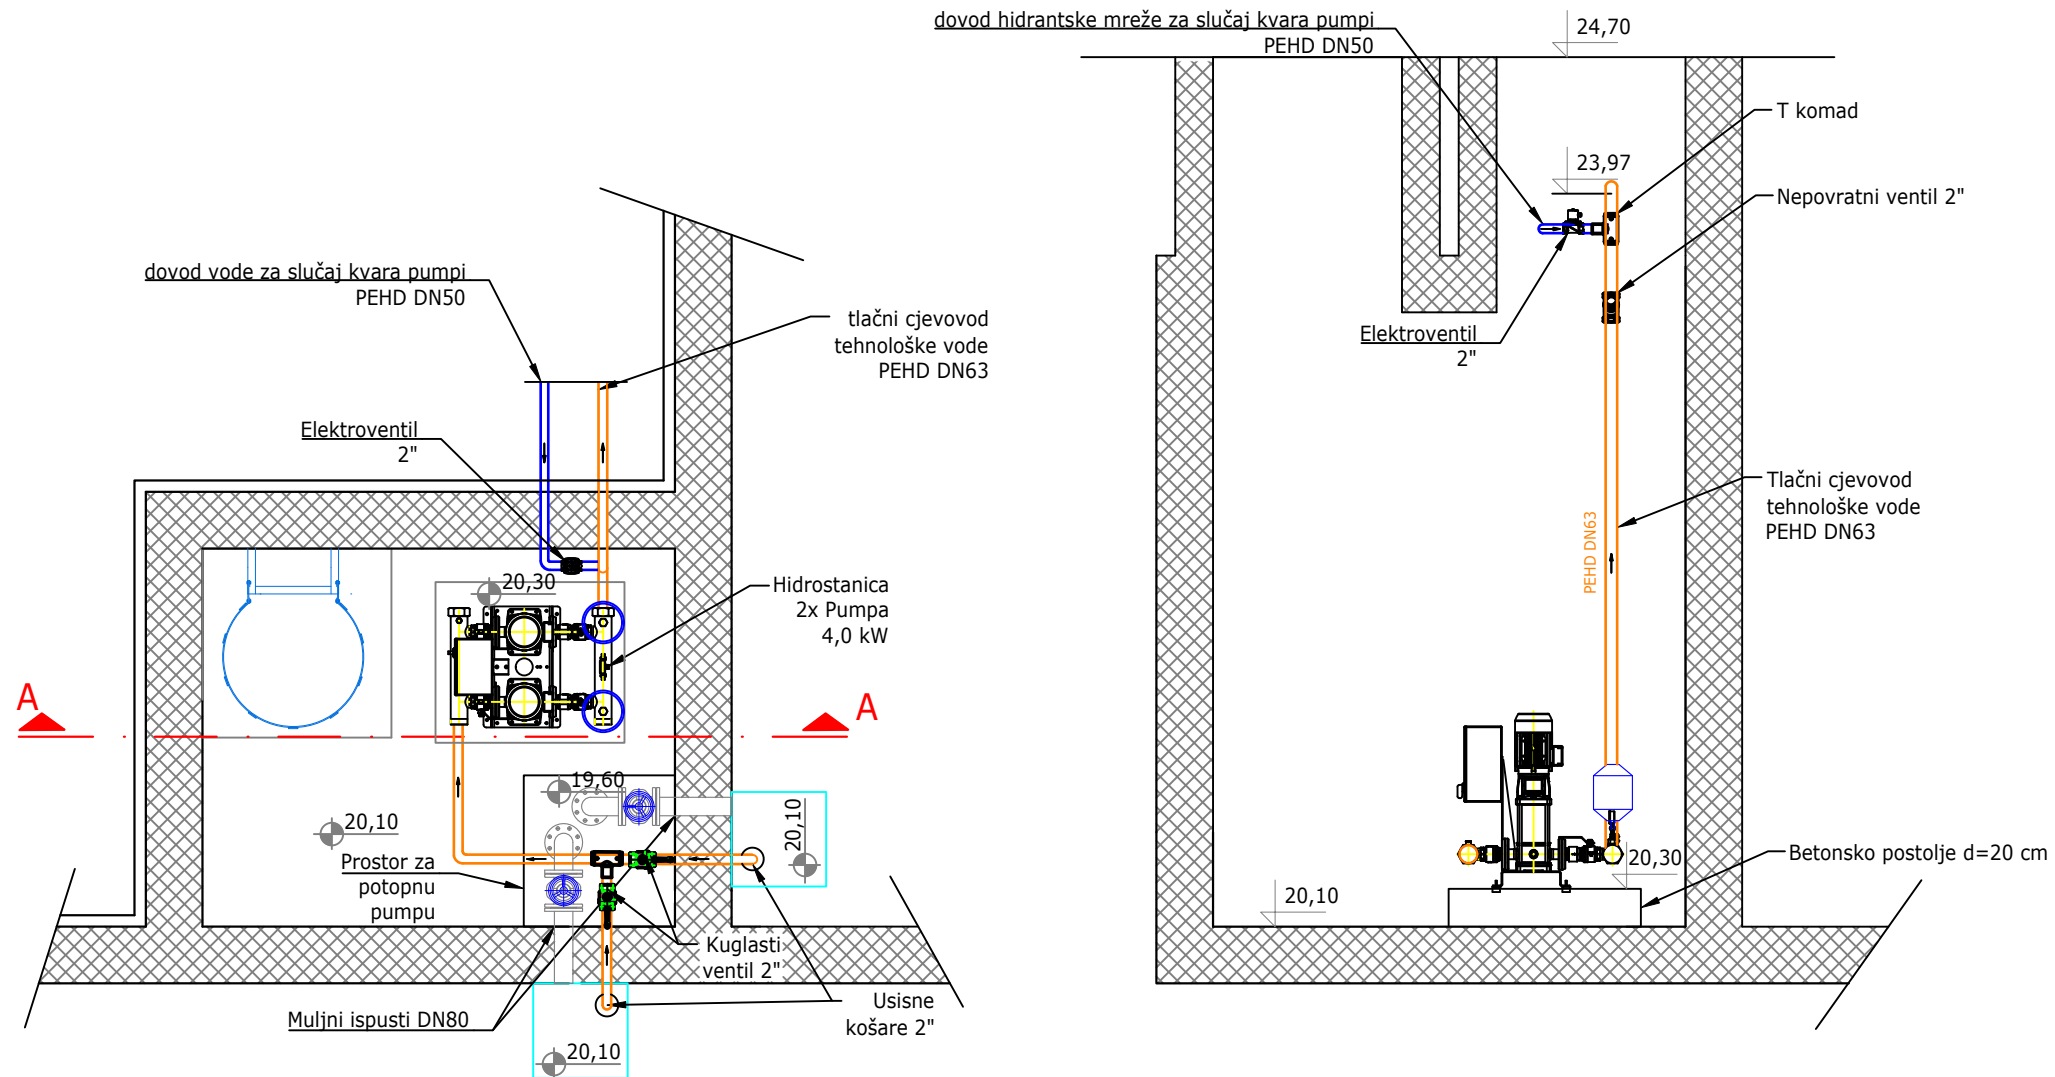 dovod vode za slučaj kvara pumpi
PEHD DN50
tlačni cjevovod
tehnološke vode
PEHD DN63
Elektroventil
2"
20,30
Hidrostanica
2x Pumpa
4,0 kW
A
A
19,60
20,10
20,10
Prostor za
potopnu
pumpu
Kuglasti
ventil 2"
Usisne
košare 2"
Muljni ispusti DN80
20,10
dovod hidrantske mreže za slučaj kvara pumpi
PEHD DN50
24,70
T komad
23,97
Nepovratni ventil 2"
Elektroventil
2"
Tlačni cjevovod
tehnološke vode
PEHD DN63
PEHD DN63
20,30
Betonsko postolje d=20 cm
20,10